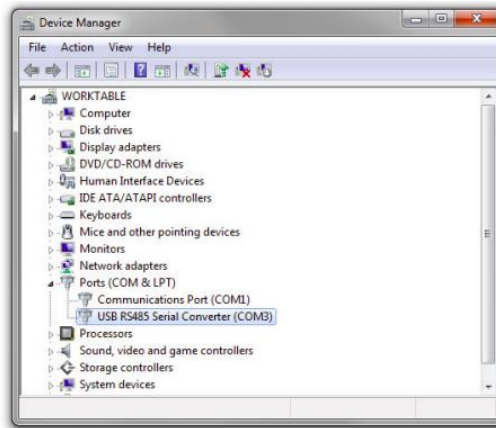 Device Manager
File Action View Help
WORKTABLE
Computer
Disk drives
Display adapters
DVD/CD-ROM drives
Human Interface Devices
IDE ATA/ATAPI controllers
Keyboards
Mice and other pointing devices
Monitors
Network adapters
Ports (COM & LPT)
Communications Port (COM1)
USB RS485 Serial Converter (COM3)
Processors
Sound, video and game controllers
Storage controllers
System devices